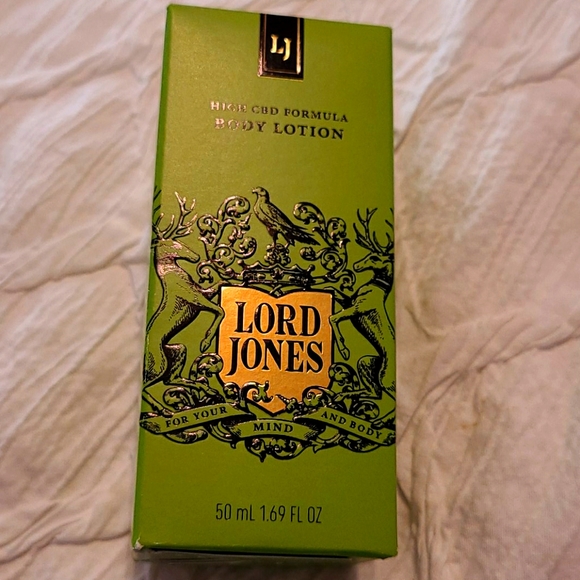 LJ
HIGH CBD FORMULA
BODY LOTION
LORD
JONES
FOR YOUR MIND AND BODY
50 mL 1.69 FL OZ